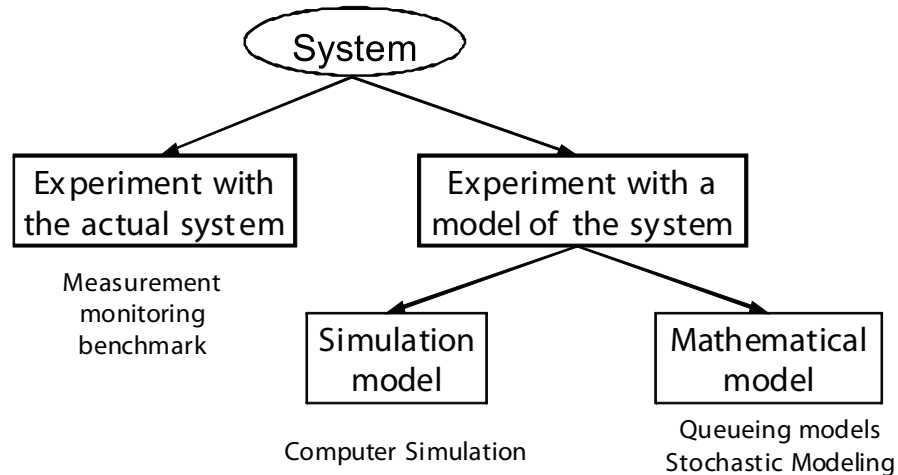 System
Experiment with
the actual system
Experiment with a
model of the system
Measurement
monitoring
benchmark
Simulation
model
Mathematical
model
Computer Simulation
Queueing models
Stochastic Modeling